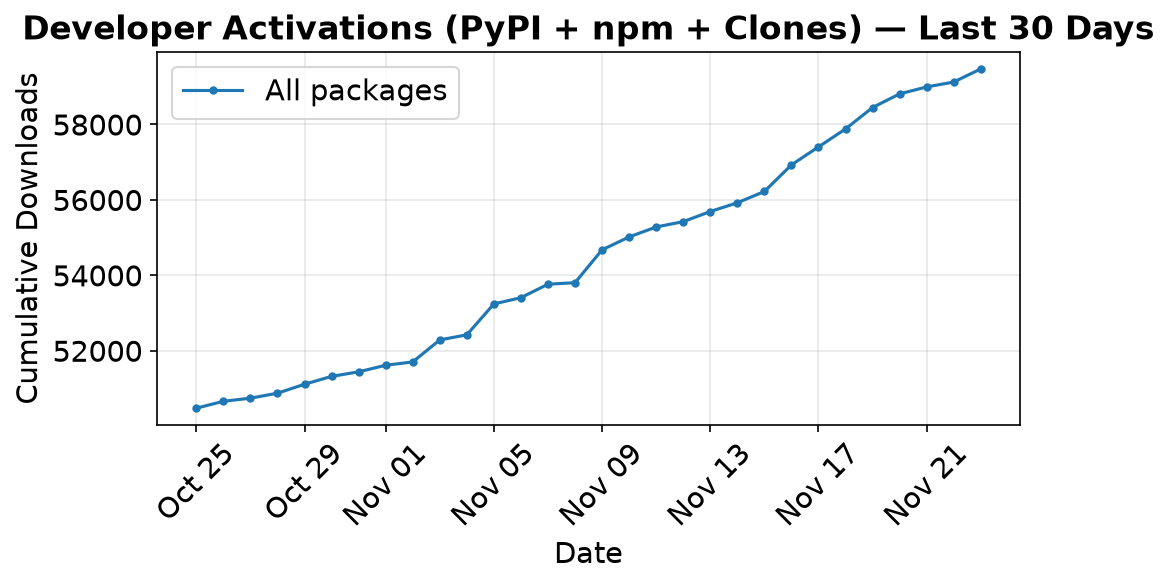 Developer Activations (PyPI + npm + Clones) — Last 30 Days
All packages
Cumulative Downloads
58000
56000
54000
52000
Oct 25
Oct 29
Nov 01
Nov 05
Nov 09
Nov 13
Nov 17
Nov 21
Date